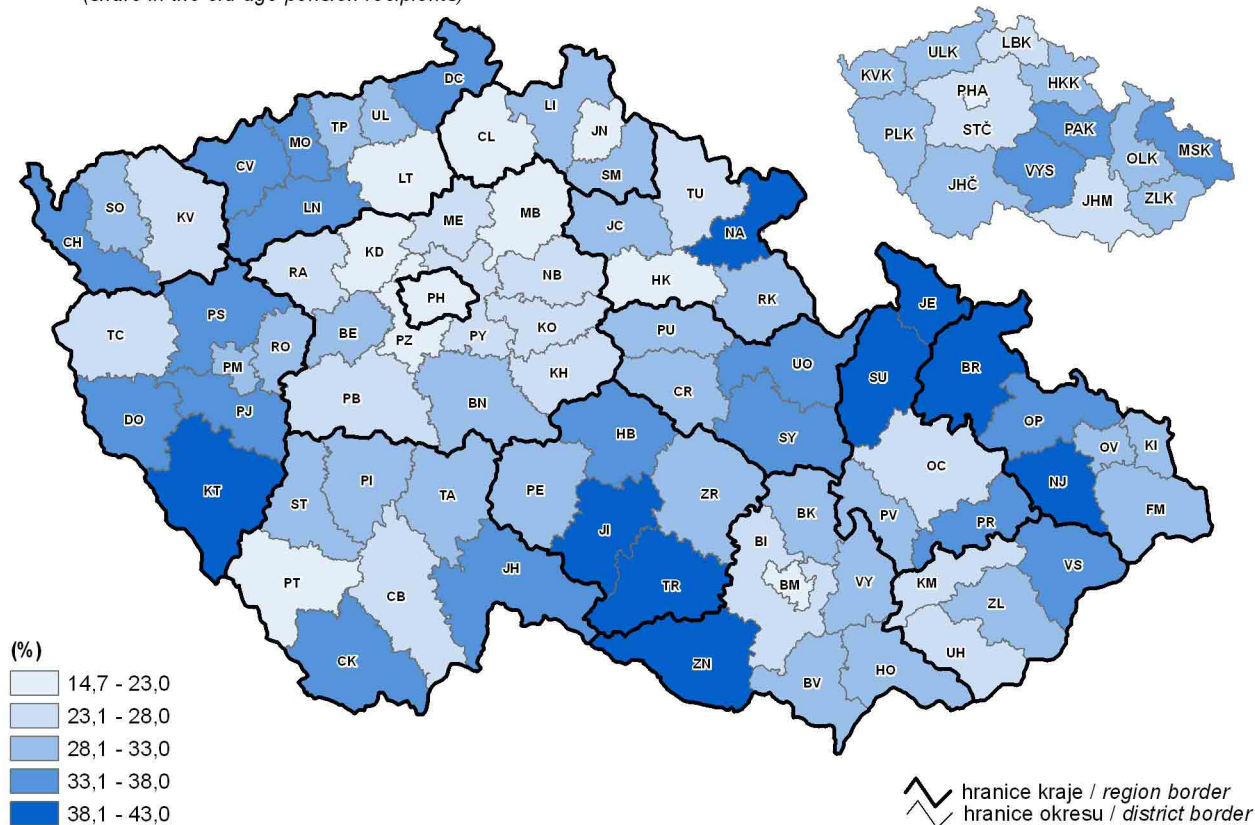 (share in the old-age pension recipients)
DC
LI
JN
CL
UL
TP
MO
CV
LT
SM
LN
TU
SO
KV
CH
ME
MB
JC
NA
KD
RA
NB
HK
RK
PH
TC
PS
RO
BE
PZ
PY
KO
PU
PM
UO
JE
SU
BR
PB
BN
KH
CR
DO
PJ
SY
OP
HB
OV
KI
OC
NJ
KT
ST
PI
TA
PE
ZR
BK
PV
PR
FM
JI
BI
VY
VS
PT
CB
JH
TR
BM
KM
ZL
CK
ZN
UH
BV
HO
LBK
ULK
KVK
HKK
PHA
STČ
PLK
PAK
MSK
OLK
VYS
JHČ
JHM
ZLK
(%)
14,7 - 23,0
23,1 - 28,0
28,1 - 33,0
33,1 - 38,0
38,1 - 43,0
hranice kraje / region border
hranice okresu / district border